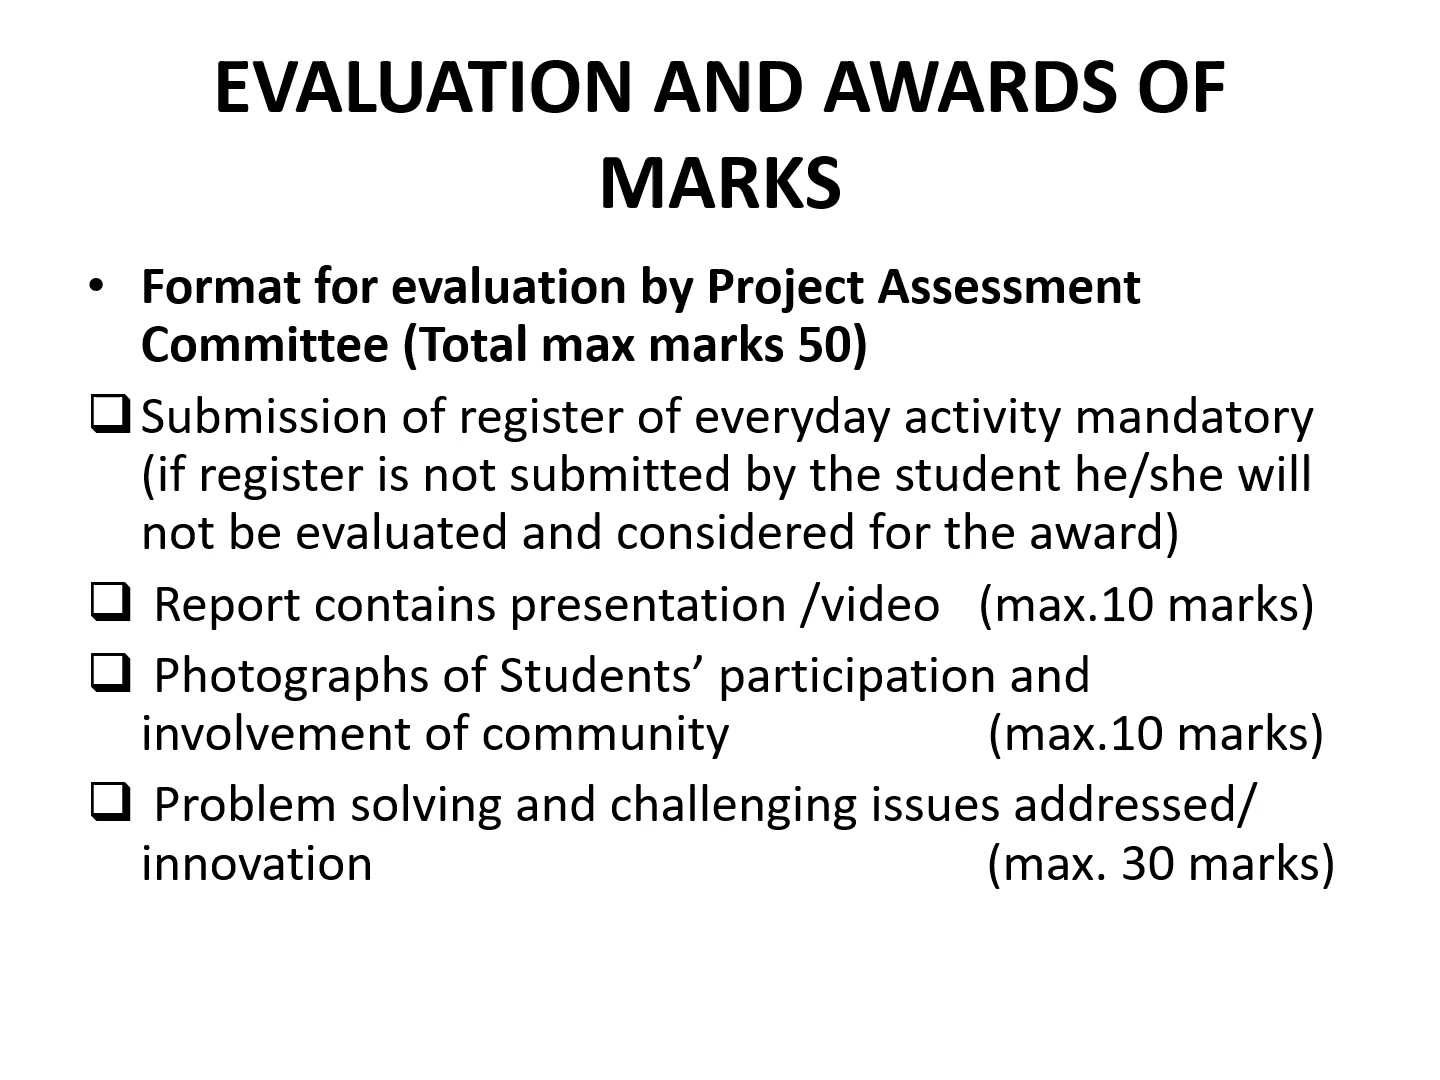 EVALUATION AND AWARDS OF
MARKS
• Format for evaluation by Project Assessment
Committee (Total max marks 50)
❑ Submission of register of everyday activity mandatory
(if register is not submitted by the student he/she will
not be evaluated and considered for the award)
❑ Report contains presentation /video (max.10 marks)
❑ Photographs of Students’ participation and
involvement of community (max.10 marks)
❑ Problem solving and challenging issues addressed/
innovation (max. 30 marks)